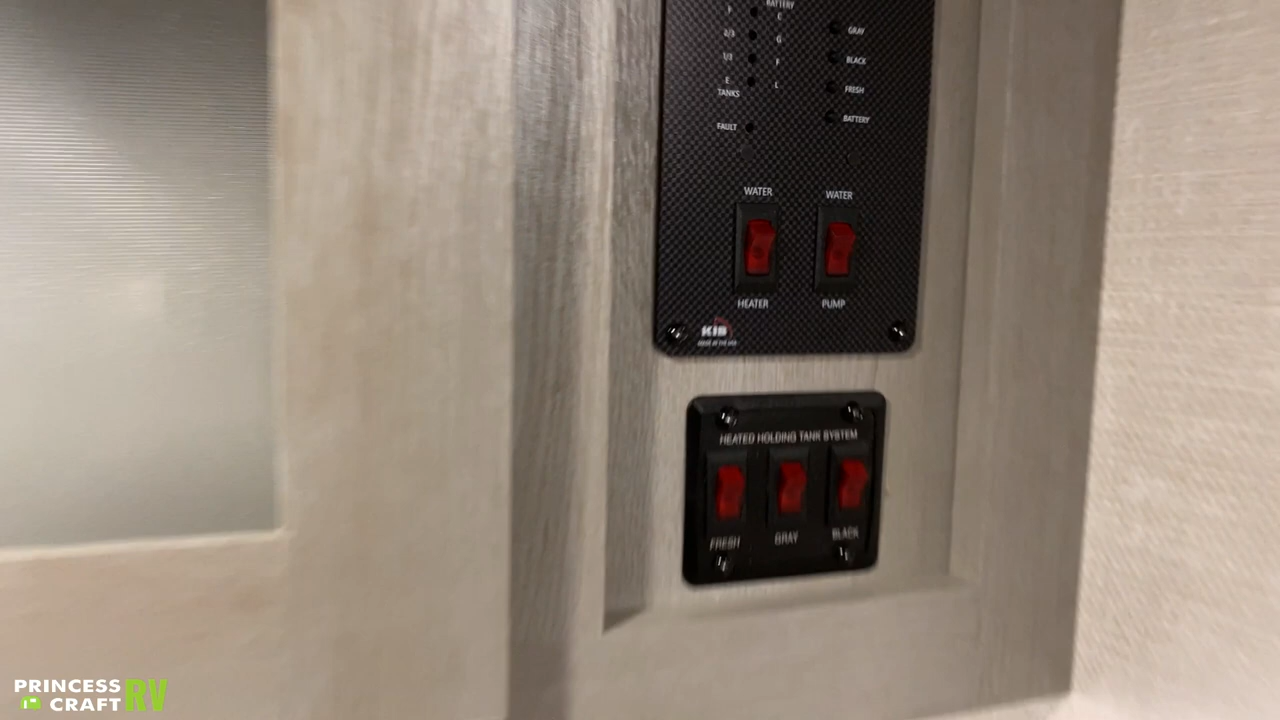 BATTERY
F C
2/3 G
1/3 F
E L
TANKS
FAULT
GRAY
BLACK
FRESH
BATTERY
WATER WATER
HEATER PUMP
KIB
HEATED HOLDING TANK SYSTEM
FRESH GRAY BLACK
PRINCESS
CRAFT RV